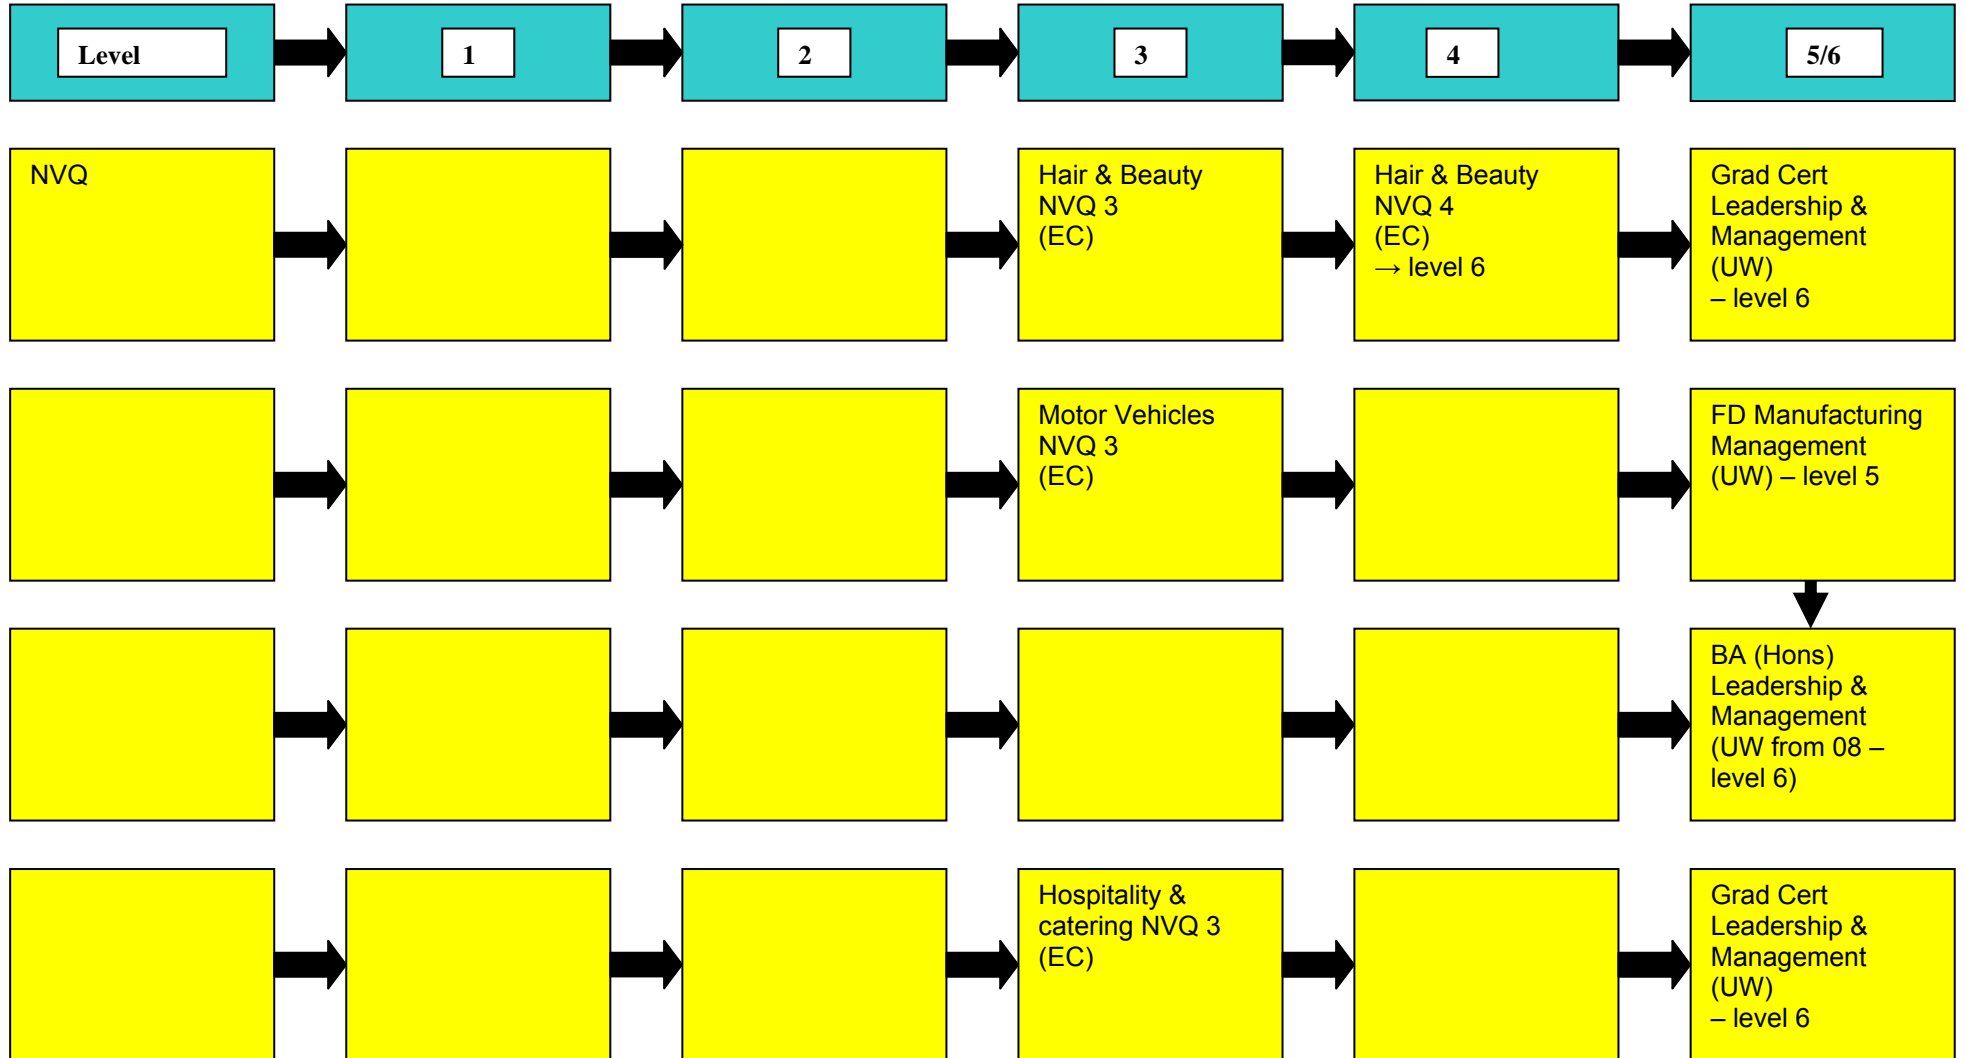 Level
1
2
3
4
5/6
NVQ
Hair & Beauty
NVQ 3
(EC)
Hair & Beauty
NVQ 4
(EC)
→ level 6
Grad Cert
Leadership &
Management
(UW)
– level 6
Motor Vehicles
NVQ 3
(EC)
FD Manufacturing
Management
(UW) – level 5
BA (Hons)
Leadership &
Management
(UW from 08 –
level 6)
Hospitality &
catering NVQ 3
(EC)
Grad Cert
Leadership &
Management
(UW)
– level 6